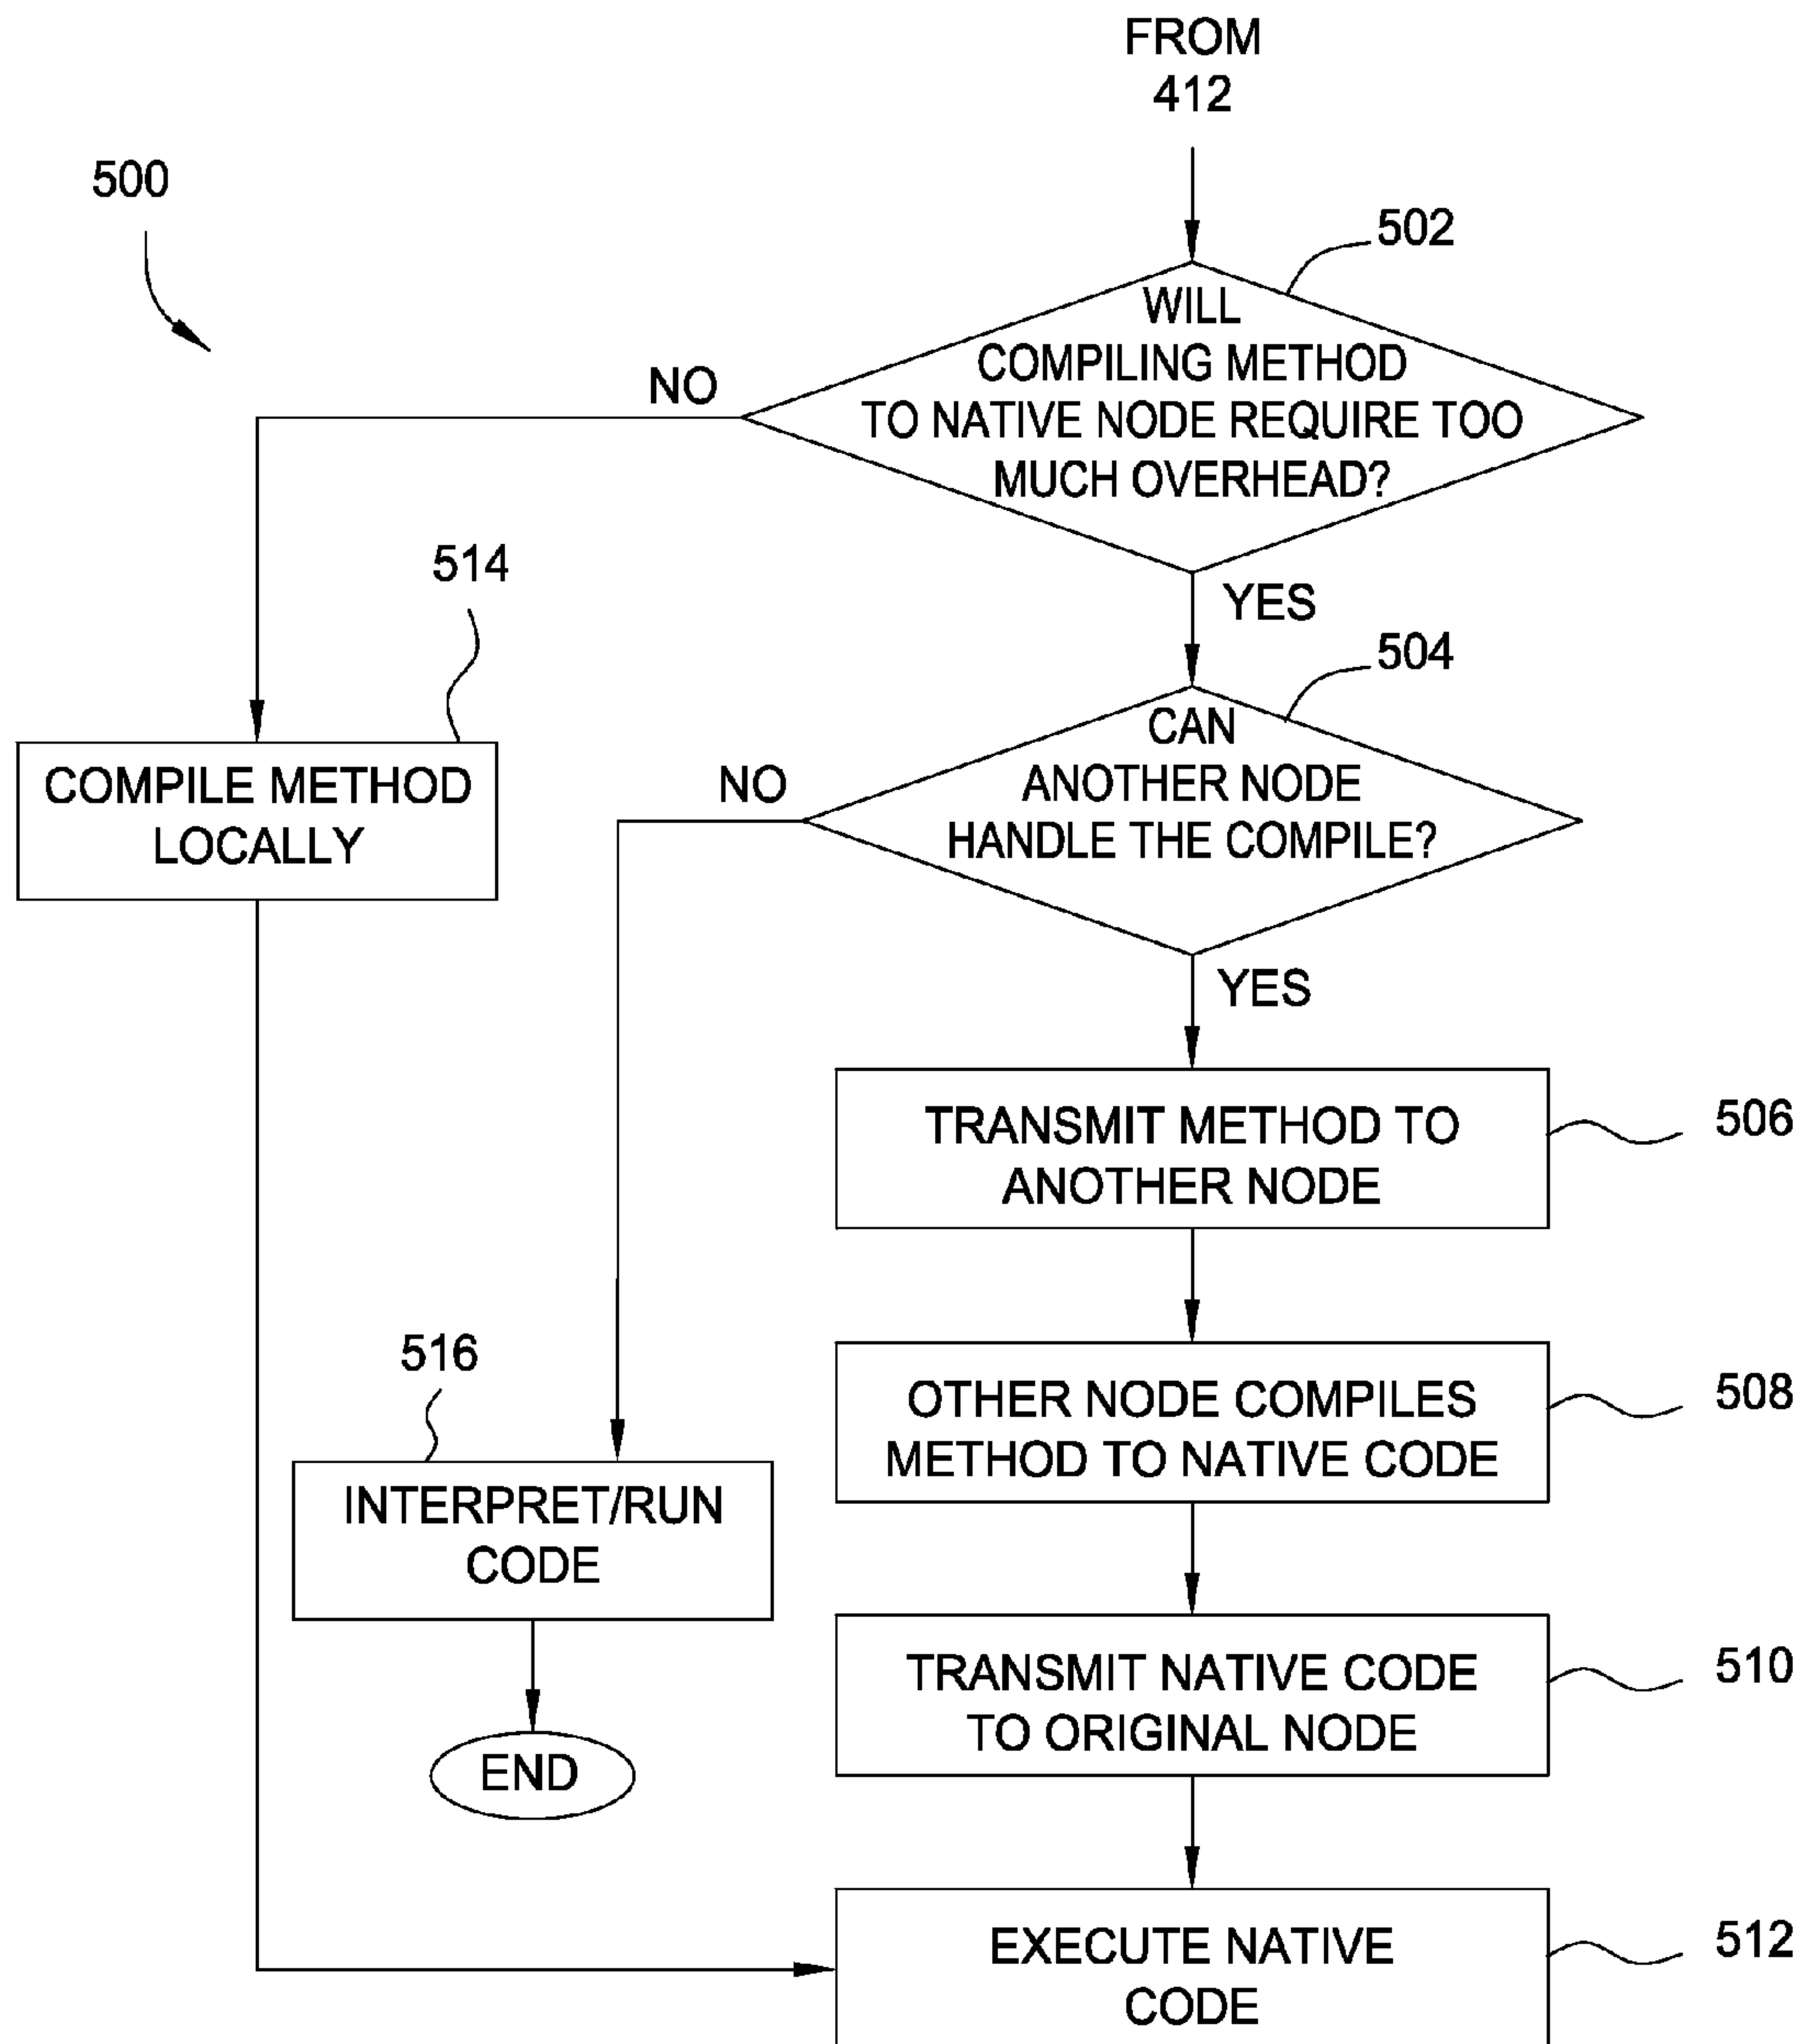 FROM
412
500
502
WILL
COMPILING METHOD
TO NATIVE NODE REQUIRE TOO
MUCH OVERHEAD?
NO
YES
514
COMPILE METHOD
LOCALLY
504
CAN
ANOTHER NODE
HANDLE THE COMPILE?
NO
YES
TRANSMIT METHOD TO
ANOTHER NODE
506
OTHER NODE COMPILES
METHOD TO NATIVE CODE
508
516
INTERPRET/RUN
CODE
END
TRANSMIT NATIVE CODE
TO ORIGINAL NODE
510
EXECUTE NATIVE
CODE
512